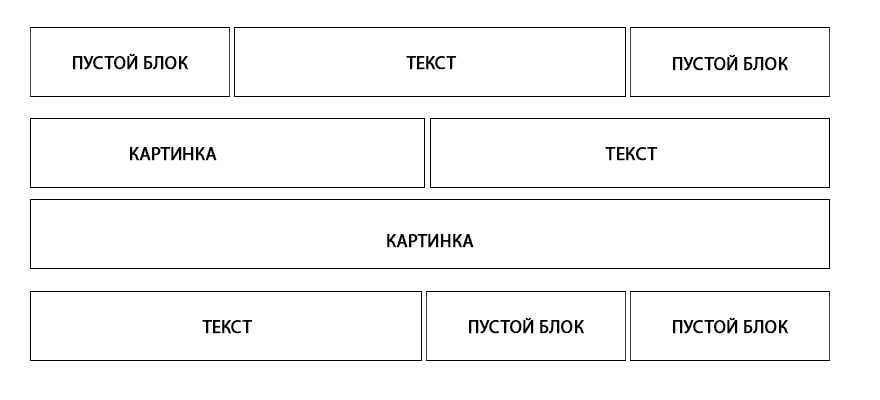 ПУСТОЙ БЛОК ТЕКСТ ПУСТОЙ БЛОК
КАРТИНКА ТЕКСТ
КАРТИНКА
ТЕКСТ ПУСТОЙ БЛОК ПУСТОЙ БЛОК